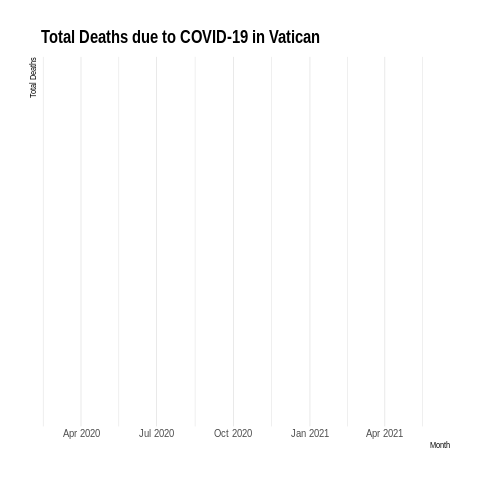 Total Deaths due to COVID-19 in Vatican
Total Deaths
Apr 2020 Jul 2020 Oct 2020 Jan 2021 Apr 2021
Month